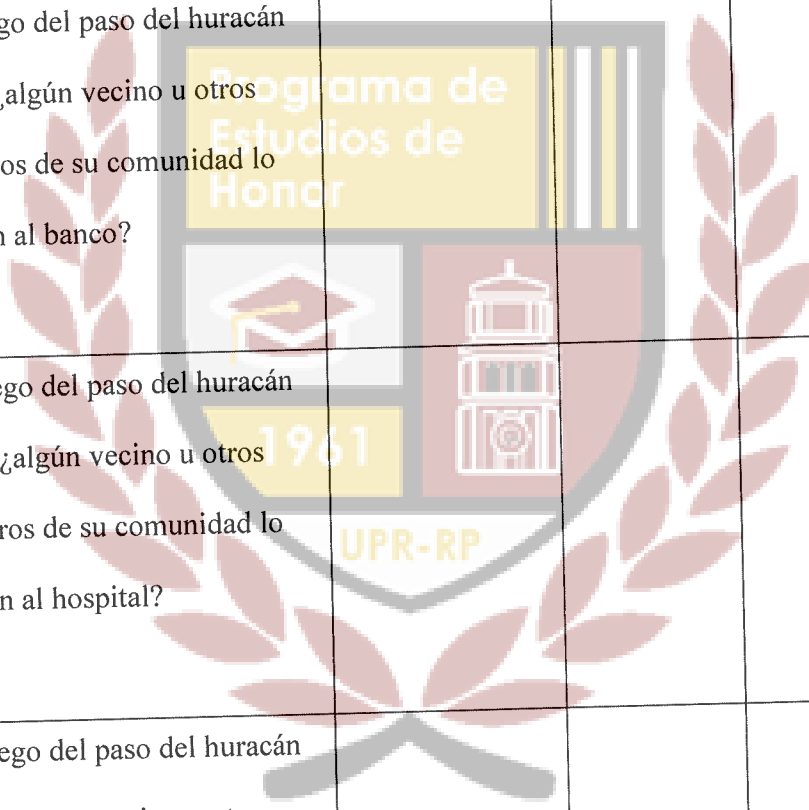 go del paso del huracán
¿algún vecino u otros
os de su comunidad lo
n al banco?
ego del paso del huracán
¿algún vecino u otros
ros de su comunidad lo
n al hospital?
ego del paso del huracán
Programa de
Estudios de
Honor
1961
UPR-RP